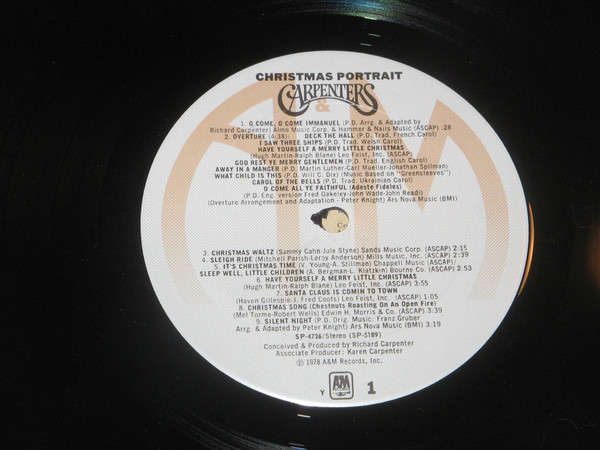 CHRISTMAS PORTRAIT
CARPENTERS
&
1. O COME, O COME IMMANUEL (P.D. Arr. & Adapted by
Richard Carpenter) Almo Music Corp. & Hammer & Nails Music (ASCAP) :28
2. OVERTURE (4:38): DECK THE HALL (P.D. Trad. French Carol)
I SAW THREE SHIPS (P.D. Trad. Welsh Carol)
HAVE YOURSELF A MERRY LITTLE CHRISTMAS
(Hugh Martin-Ralph Blane) Leo Feist, Inc. (ASCAP)
GOD REST YE MERRY GENTLEMEN (P.D. Trad. English Carol)
AWAY IN A MANGER (P.D. Martin Luther-Carl Mueller-Jonathan Spilman)
WHAT CHILD IS THIS (P.D. Will C. Dix) (Music Based on "Greensleeves")
CAROL OF THE BELLS (P.D. Trad. Ukrainian Carol)
O COME ALL YE FAITHFUL (Adeste Fideles)
(P.D. Eng. version Fred Oakeley-John Wade-John Readi)
(Overture Arrangement and Adaptation - Peter Knight) Ars Nova Music (BMI)
Co
3. CHRISTMAS WALTZ (Sammy Cahn-Jule Styne) Sands Music Corp. (ASCAP) 2:15
4. SLEIGH RIDE (Mitchell Parish-Leroy Anderson) Mills Music, Inc. (ASCAP) 2:39
5. IT'S CHRISTMAS TIME (V. Young-A. Stillman) Chappell Music (ASCAP)/
SLEEP WELL, LITTLE CHILDREN (A. Bergman-L. Klatzkin) Bourne Co. (ASCAP) 2:53
6. HAVE YOURSELF A MERRY LITTLE CHRISTMAS
(Hugh Martin-Ralph Blane) Leo Feist, Inc. (ASCAP) 3:55
7. SANTA CLAUS IS COMIN TO TOWN
(Haven Gillespie-J. Fred Coots) Leo Feist, Inc. (ASCAP) 1:05
8. CHRISTMAS SONG (Chestnuts Roasting On An Open Fire)
(Mel Torme-Robert Wells) Edwin H. Morris & Co. (ASCAP) 3:39
9. SILENT NIGHT (P.D. Orig. Music: Franz Gruber
Arrg. & Adapted by Peter Knight) Ars Nova Music (BMI) 3:19
SP-4726/Stereo (SP-5189)
Conceived & Produced by Richard Carpenter
Associate Producer: Karen Carpenter
℗ 1978 A&M Records, Inc.
Y A&M RECORDS 1